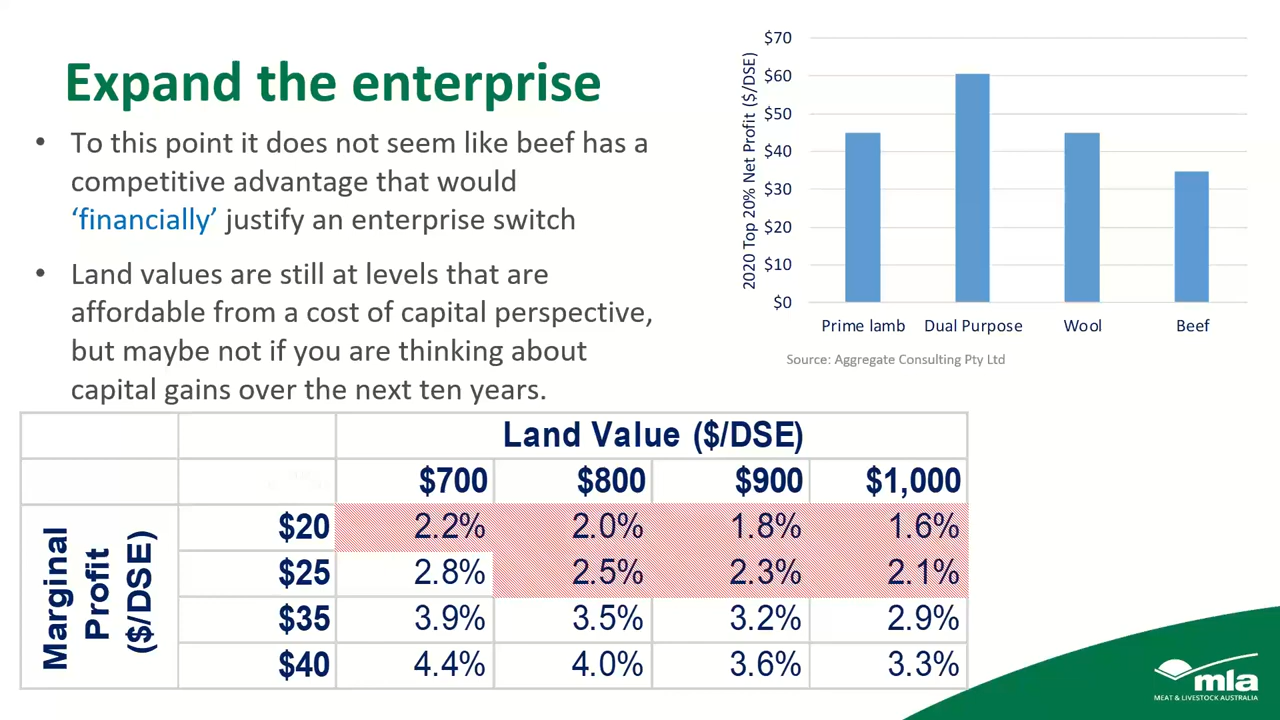 Expand the enterprise
• To this point it does not seem like beef has a
competitive advantage that would
‘financially’ justify an enterprise switch
• Land values are still at levels that are
affordable from a cost of capital perspective,
but maybe not if you are thinking about
capital gains over the next ten years.
2020 Top 20% Net Profit ($/DSE)
$70
$60
$50
$40
$30
$20
$10
$0
Prime lamb Dual Purpose Wool Beef
Source: Aggregate Consulting Pty Ltd
Land Value ($/DSE)
$700 $800 $900 $1,000
Marginal
Profit
($/DSE)
$20 2.2% 2.0% 1.8% 1.6%
$25 2.8% 2.5% 2.3% 2.1%
$35 3.9% 3.5% 3.2% 2.9%
$40 4.4% 4.0% 3.6% 3.3%
mla
MEAT & LIVESTOCK AUSTRALIA